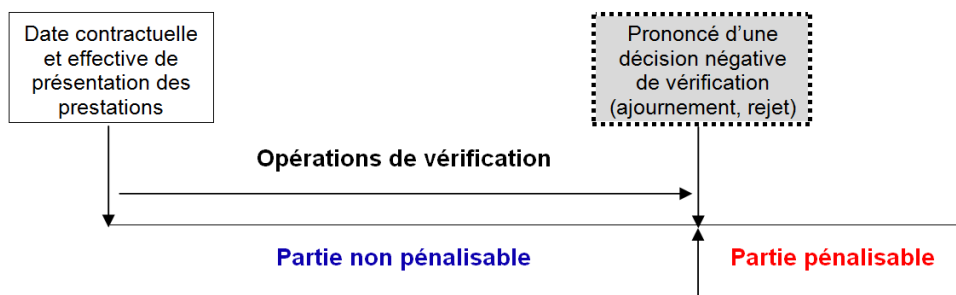 Date contractuelle
et effective de
présentation des
prestations
Prononcé d'une
décision négative
de vérification
(ajournement, rejet)
Opérations de vérification
Partie non pénalisable
Partie pénalisable